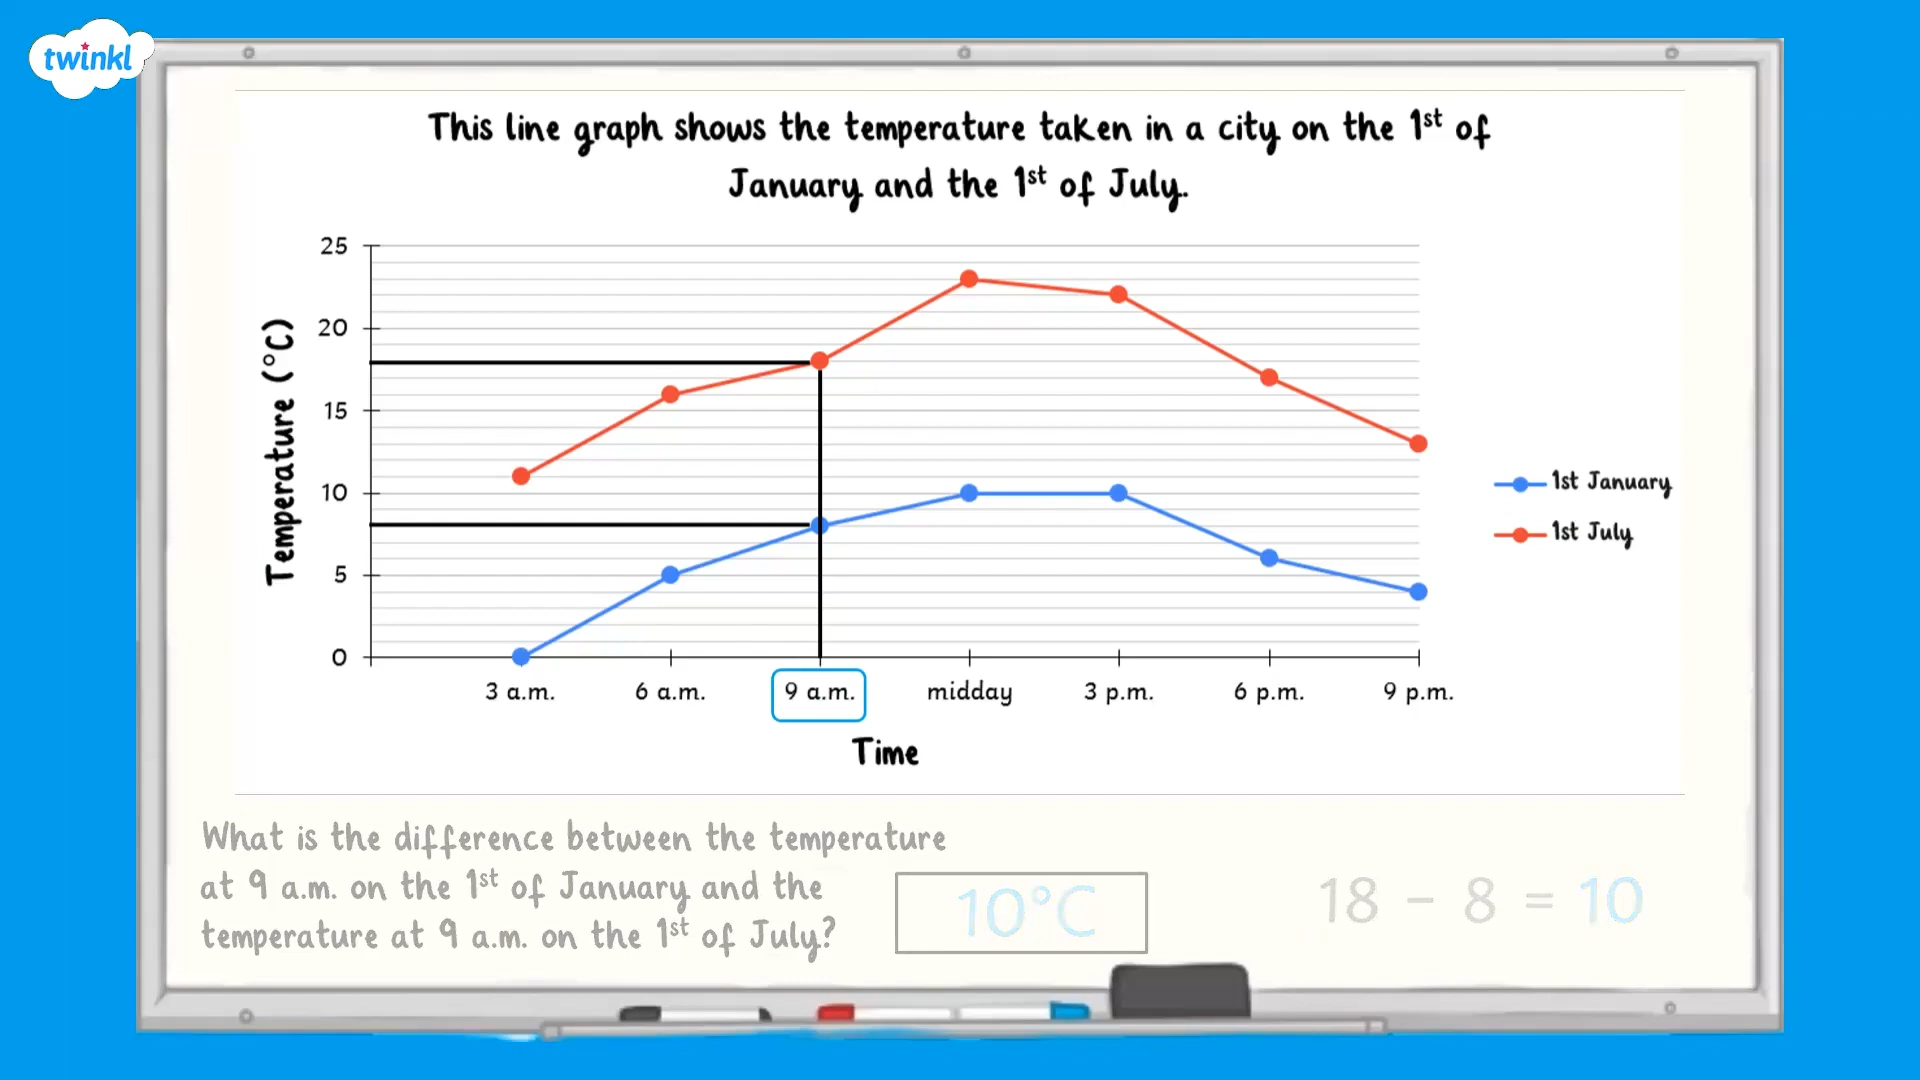 twinkl
This line graph shows the temperature taken in a city on the 1st of
January and the 1st of July.
Temperature (°C)
25
20
15
10
5
0
1st January
1st July
3 a.m. 6 a.m. 9 a.m. midday 3 p.m. 6 p.m. 9 p.m.
Time
What is the difference between the temperature
at 9 a.m. on the 1st of January and the
temperature at 9 a.m. on the 1st of July?
10°C
18 - 8 = 10